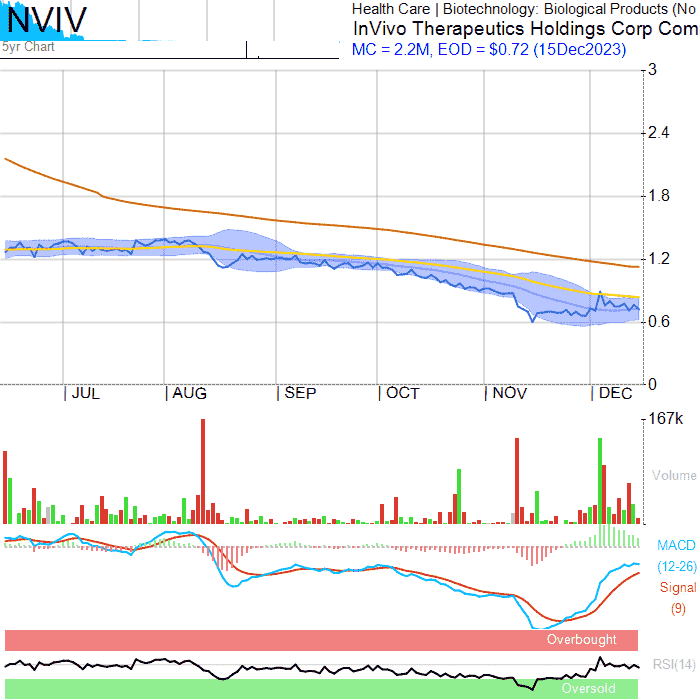 NVIV
Health Care | Biotechnology: Biological Products (No
InVivo Therapeutics Holdings Corp Com
5yr Chart
MC = 2.2M, EOD = $0.72 (15Dec2023)
3
2.4
1.8
1.2
0.6
0
JUL AUG SEP OCT NOV DEC
167k
Volume
MACD
(12-26)
Signal
(9)
Overbought
RSI(14)
Oversold